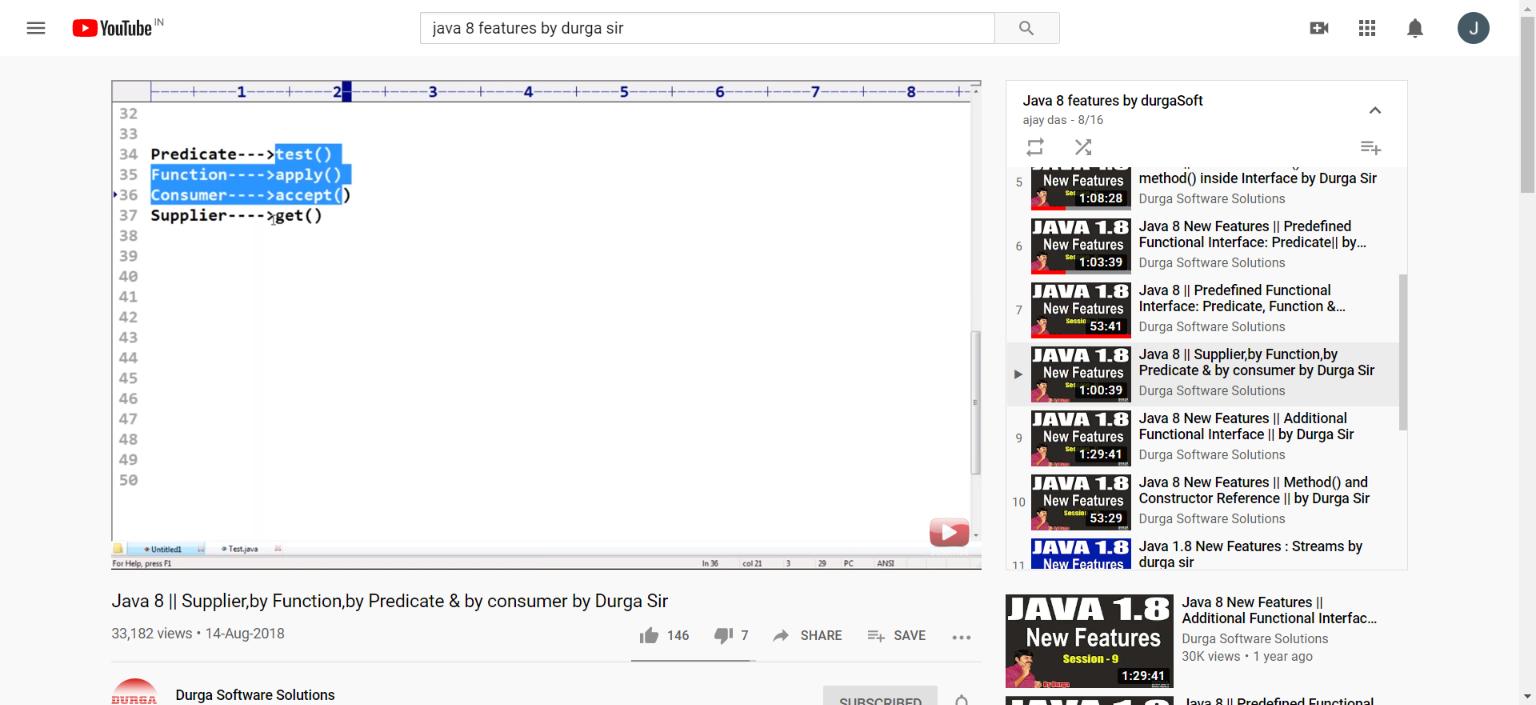 YouTube IN
java 8 features by durga sir
J
1 2 3 4 5 6 7 8
32
33
34 Predicate--->test()
35 Function---->apply()
36 Consumer---->accept()
37 Supplier---->get()
38
39
40
41
42
43
44
45
46
47
48
49
50
Untitled1 Test.java
For Help, press F1 ln 36 col 21 3 29 PC ANSI
Java 8 || Supplier,by Function,by Predicate & by consumer by Durga Sir
33,182 views • 14-Aug-2018
146 7 SHARE SAVE
DURGA
Durga Software Solutions
SUBSCRIBED
Java 8 features by durgaSoft
ajay das - 8/16
5
New Features
1:08:28
method() inside Interface by Durga Sir
Durga Software Solutions
6
JAVA 1.8
New Features
1:03:39
Java 8 New Features || Predefined
Functional Interface: Predicate|| by...
Durga Software Solutions
7
JAVA 1.8
New Features
53:41
Java 8 || Predefined Functional
Interface: Predicate, Function &...
Durga Software Solutions
JAVA 1.8
New Features
1:00:39
Java 8 || Supplier,by Function,by
Predicate & by consumer by Durga Sir
Durga Software Solutions
9
JAVA 1.8
New Features
1:29:41
Java 8 New Features || Additional
Functional Interface || by Durga Sir
Durga Software Solutions
10
JAVA 1.8
New Features
53:29
Java 8 New Features || Method() and
Constructor Reference || by Durga Sir
Durga Software Solutions
11
JAVA 1.8
New Features
Java 1.8 New Features : Streams by
durga sir
JAVA 1.8
New Features
Session - 9
By Durga
1:29:41
Java 8 New Features ||
Additional Functional Interfac...
Durga Software Solutions
30K views • 1 year ago
JAVA 1.8
Java 8 || Predefined Functional